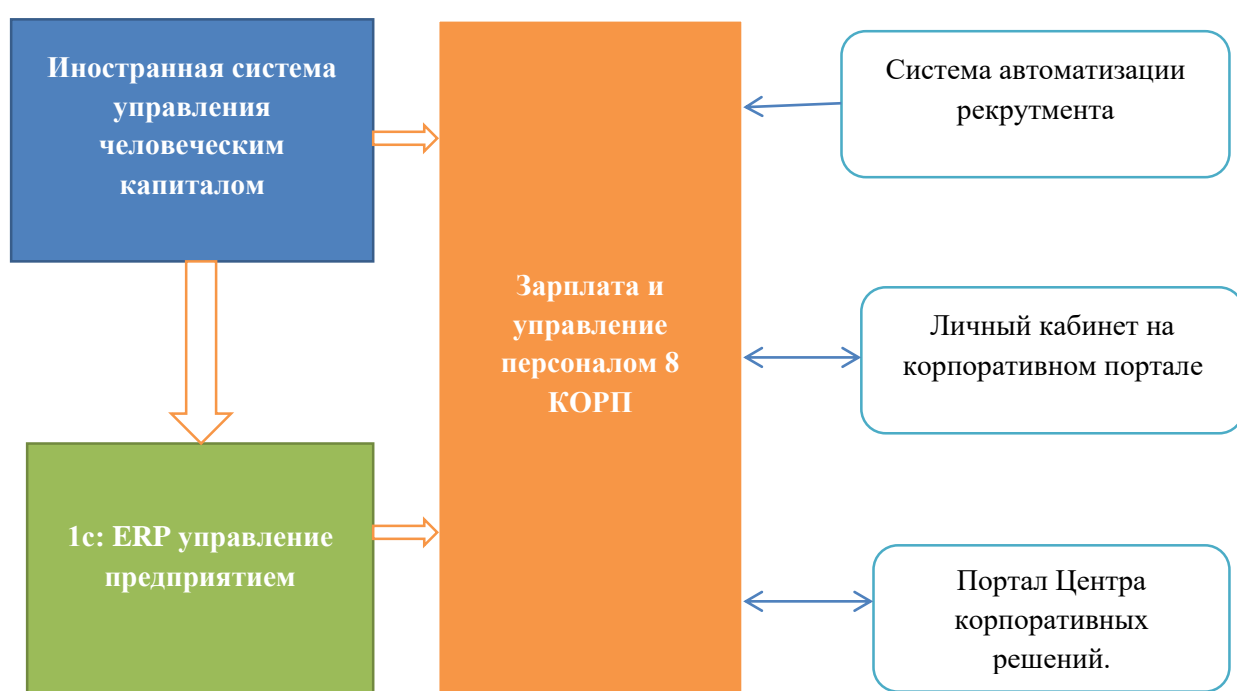 Иностранная система
управления
человеческим
капиталом
Зарплата и
управление
персоналом 8
КОРП
1с: ERP управление
предприятием
Система автоматизации
рекрутмента
Личный кабинет на
корпоративном портале
Портал Центра
корпоративных
решений.